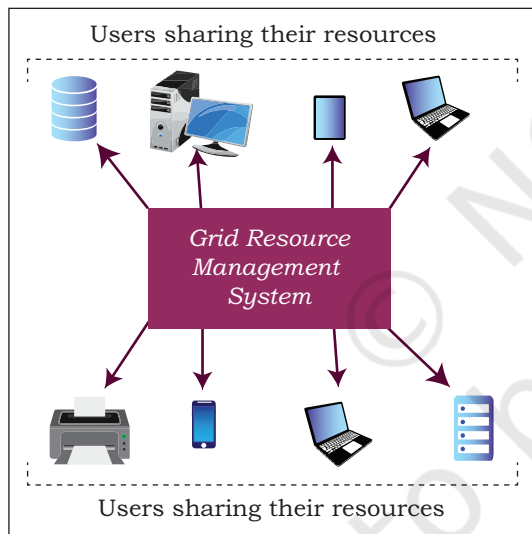 Users sharing their resources
Grid Resource
Management
System
Users sharing their resources